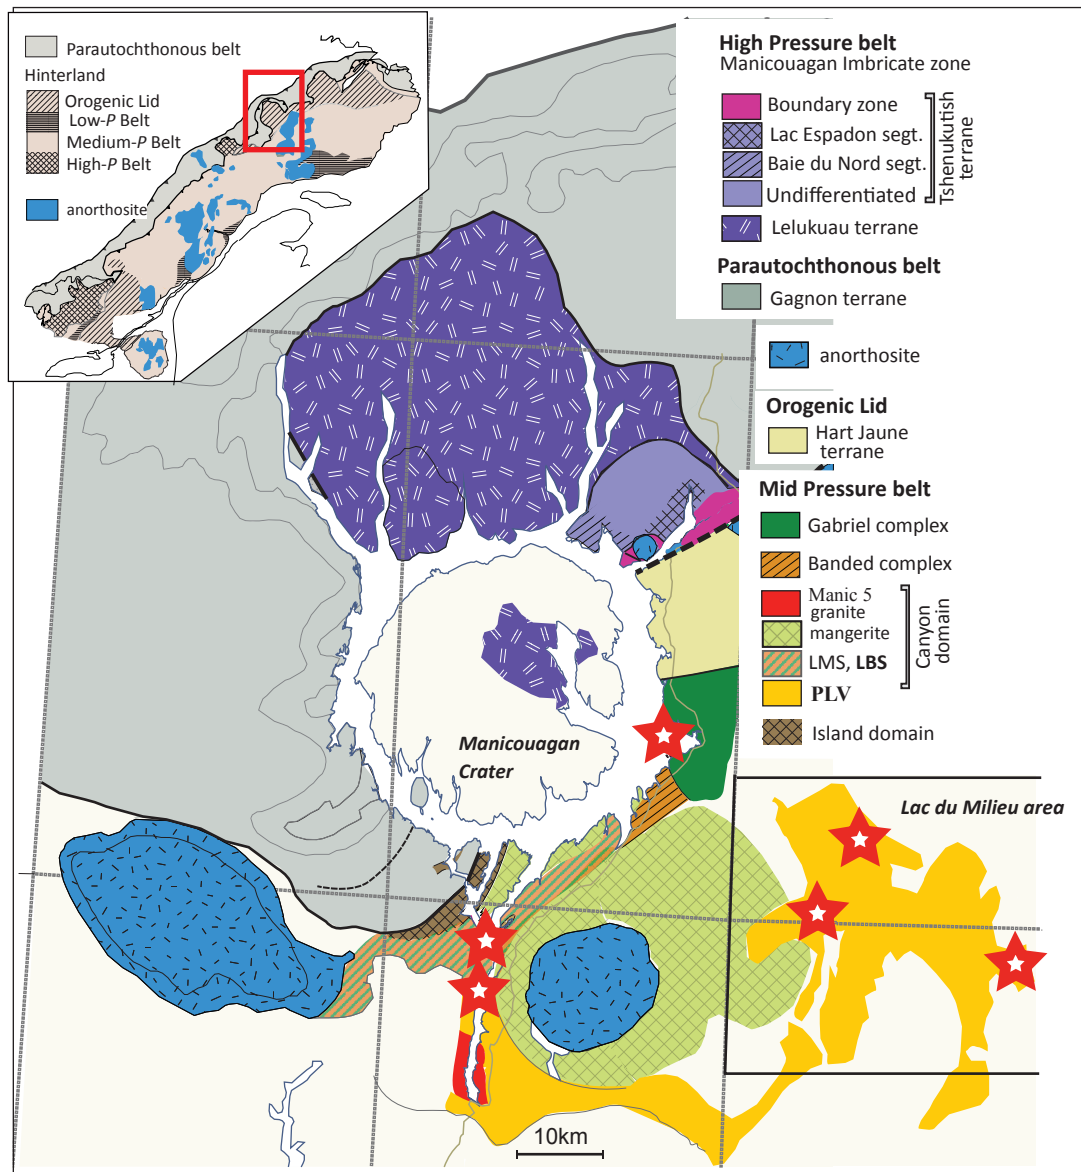 Parautochthonous belt
Hinterland
Orogenic Lid
Low-P Belt
Medium-P Belt
High-P Belt
anorthosite
High Pressure belt
Manicouagan Imbricate zone
Boundary zone
Lac Espadon segt.
Baie du Nord segt.
Undifferentiated
Tshenukutish
terrane
Lelukuau terrane
Parautochthonous belt
Gagnon terrane
anorthosite
Orogenic Lid
Hart Jaune
terrane
Mid Pressure belt
Gabriel complex
Banded complex
Manic 5
granite
mangerite
LMS, LBS
PLV
Canyon
domain
Island domain
Manicouagan
Crater
Lac du Milieu area
10km